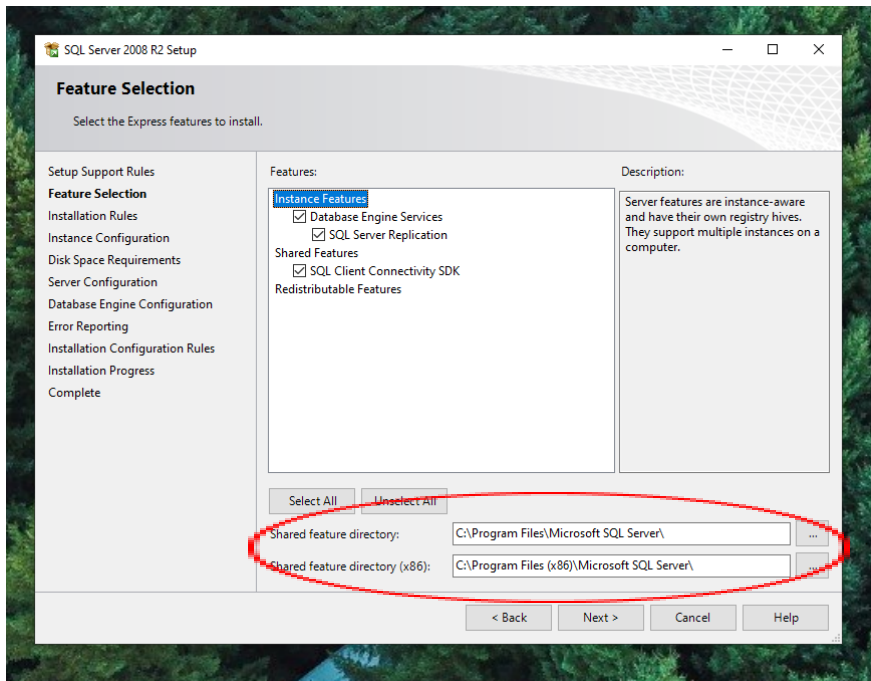 SQL Server 2008 R2 Setup
Feature Selection
Select the Express features to install.
Setup Support Rules
Feature Selection
Installation Rules
Instance Configuration
Disk Space Requirements
Server Configuration
Database Engine Configuration
Error Reporting
Installation Configuration Rules
Installation Progress
Complete
Features:
Instance Features
Database Engine Services
SQL Server Replication
Shared Features
SQL Client Connectivity SDK
Redistributable Features
Description:
Server features are instance-aware
and have their own registry hives.
They support multiple instances on a
computer.
Select All Unselect All
Shared feature directory: C:\Program Files\Microsoft SQL Server\ ...
Shared feature directory (x86): C:\Program Files (x86)\Microsoft SQL Server\ ...
< Back Next > Cancel Help